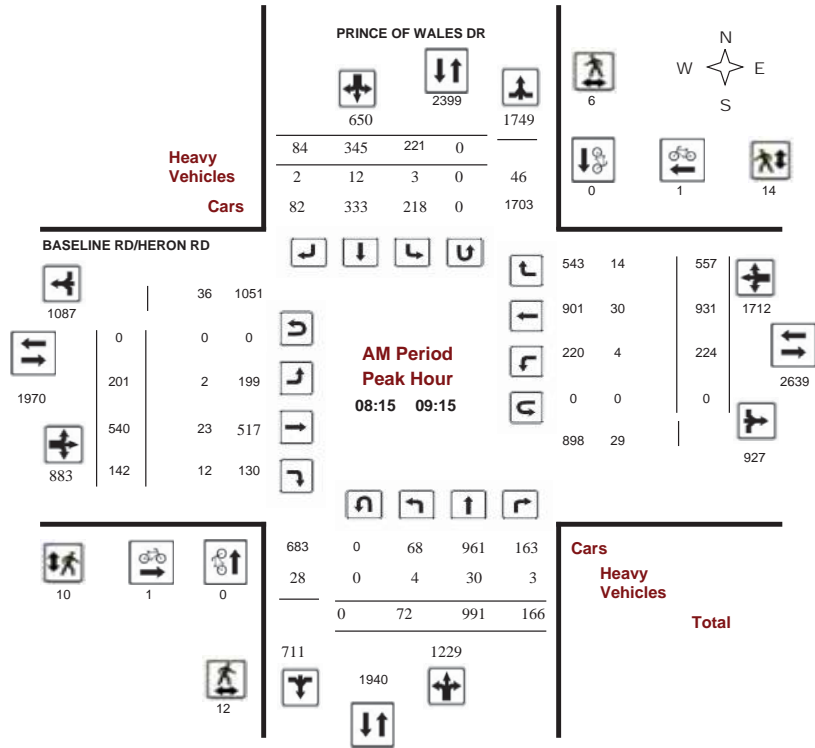 PRINCE OF WALES DR
N
W E
S
2399
6
650 1749
84 345 221 0
Heavy
Vehicles
2 12 3 0 46
0 1 14
Cars 82 333 218 0 1703
BASELINE RD/HERON RD
543 14 557
36 1051
1087
901 30 931 1712
0 0 0
AM Period
220 4 224
Peak Hour
201 2 199
2639
1970
08:15 09:15
0 0 0
540 23 517
898 29
883 142 12 130
927
683 0 68 961 163 Cars
28 0 4 30 3 Heavy
Vehicles
10 1 0
0 72 991 166 Total
711 1229
1940
12